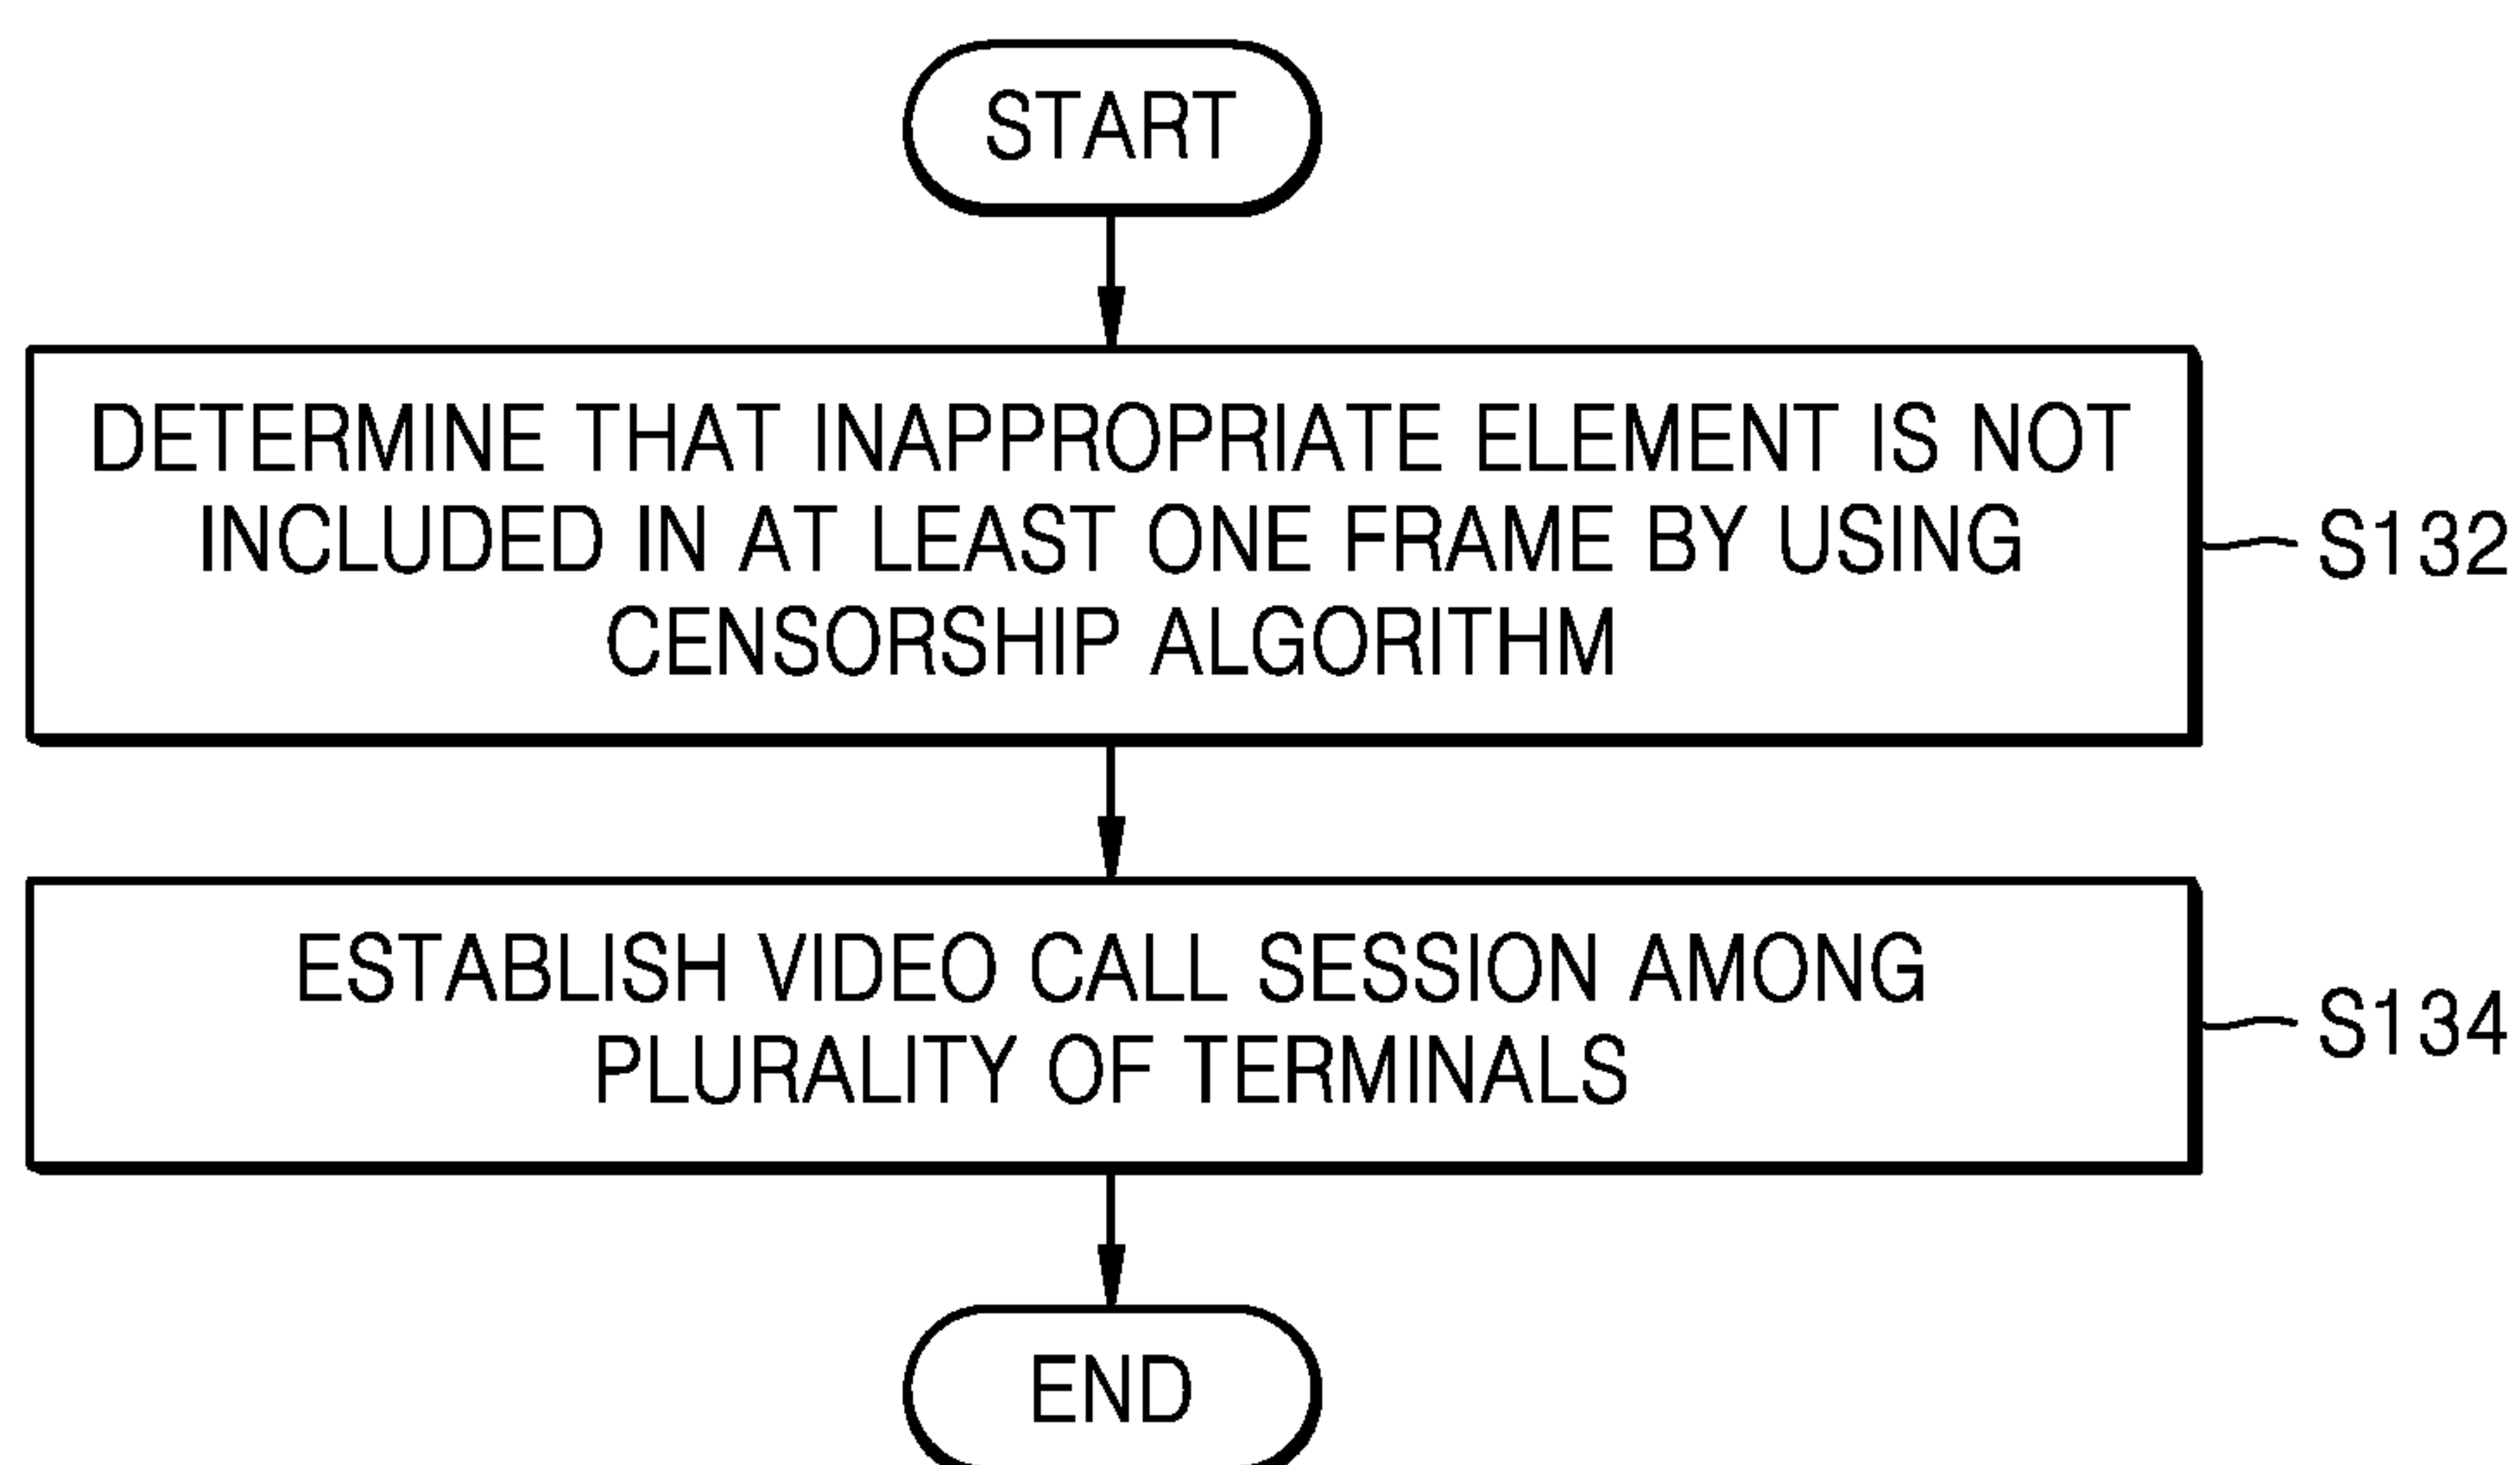 START
DETERMINE THAT INAPPROPRIATE ELEMENT IS NOT
INCLUDED IN AT LEAST ONE FRAME BY USING
CENSORSHIP ALGORITHM
S132
ESTABLISH VIDEO CALL SESSION AMONG
PLURALITY OF TERMINALS
S134
END